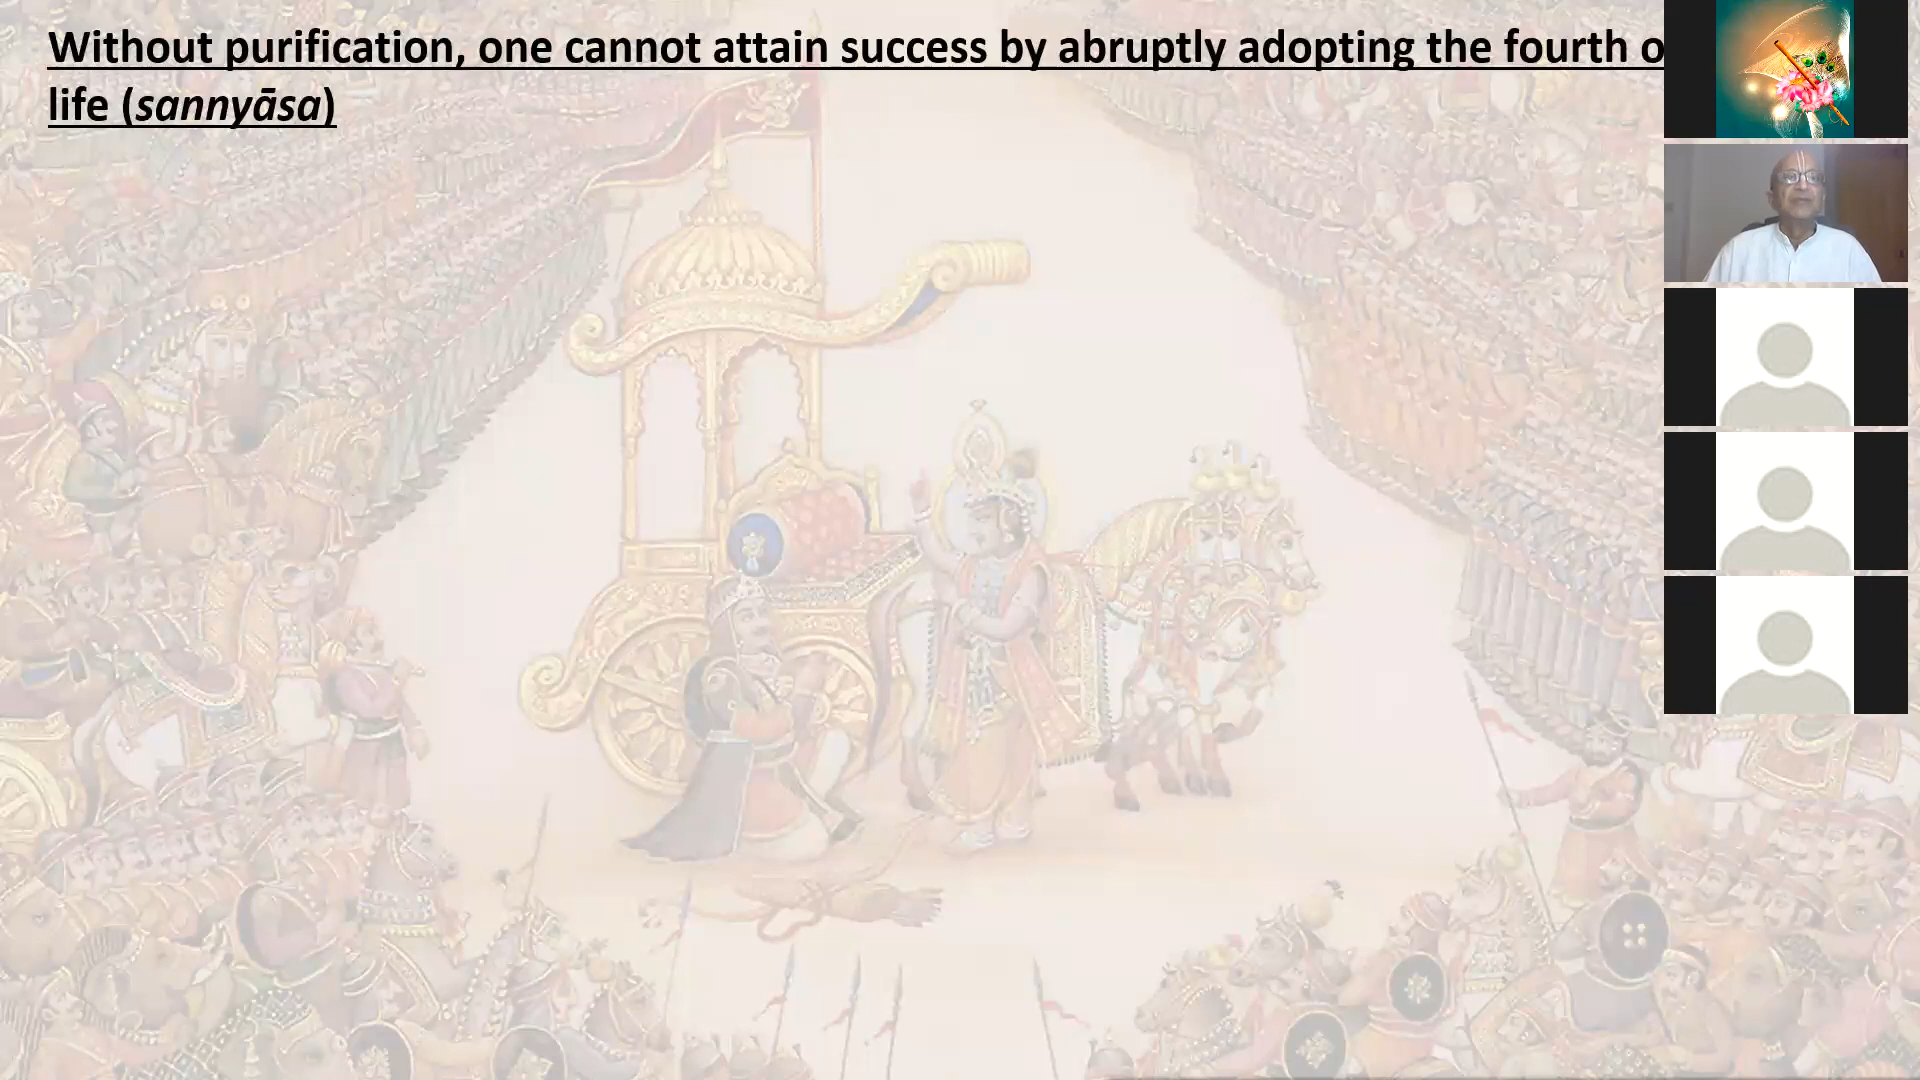 Without purification, one cannot attain success by abruptly adopting the fourth o
life (sannyāsa)